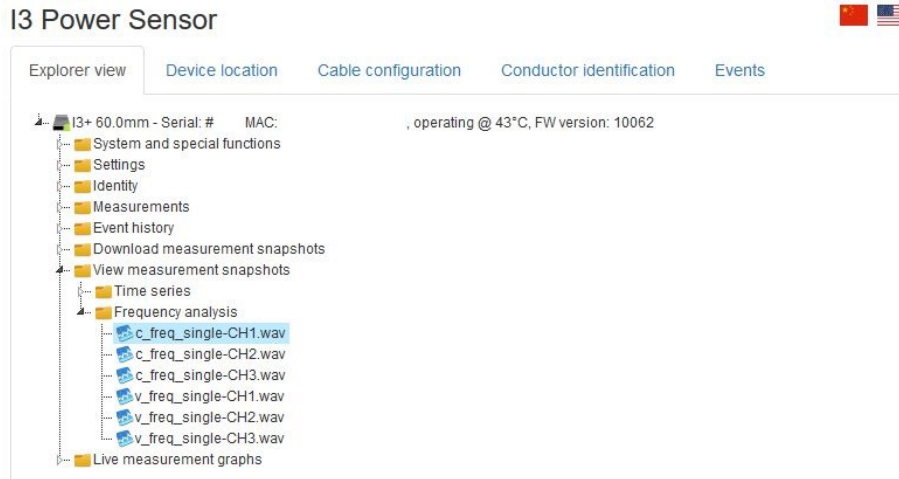 I3 Power Sensor
Explorer view Device location Cable configuration Conductor identification Events
I3+ 60.0mm - Serial: # MAC: , operating @ 43°C, FW version: 10062
System and special functions
Settings
Identity
Measurements
Event history
Download measurement snapshots
View measurement snapshots
Time series
Frequency analysis
c_freq_single-CH1.wav
c_freq_single-CH2.wav
c_freq_single-CH3.wav
v_freq_single-CH1.wav
v_freq_single-CH2.wav
v_freq_single-CH3.wav
Live measurement graphs